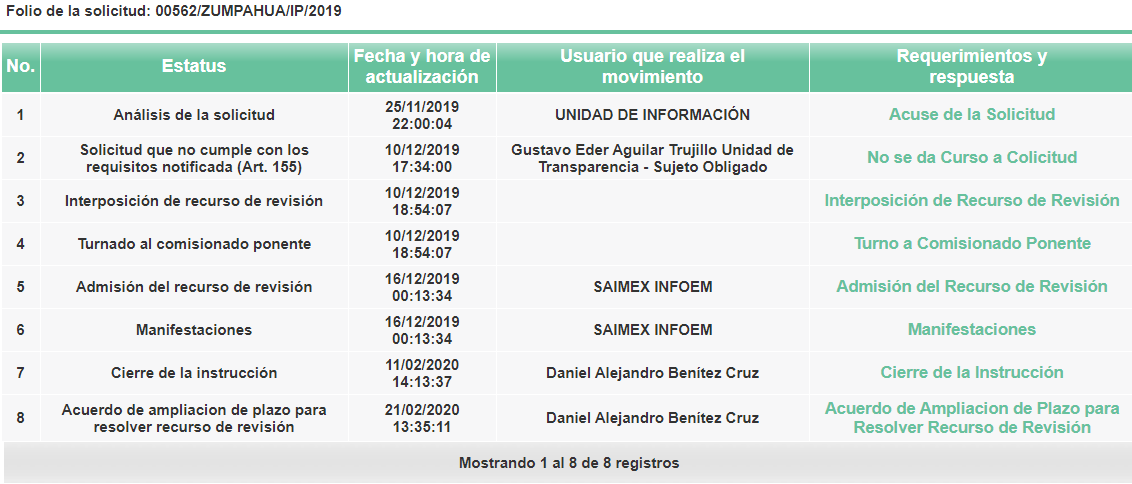 Folio de la solicitud: 00562/ZUMPAHUA/IP/2019
No.
Estatus
Fecha y hora de
actualización
Usuario que realiza el
movimiento
Requerimientos y
respuesta
1
Análisis de la solicitud
25/11/2019
22:00:04
UNIDAD DE INFORMACIÓN
Acuse de la Solicitud
2
Solicitud que no cumple con los
requisitos notificada (Art. 155)
10/12/2019
17:34:00
Gustavo Eder Aguilar Trujillo Unidad de
Transparencia - Sujeto Obligado
No se da Curso a Colicitud
3
Interposición de recurso de revisión
10/12/2019
18:54:07
Interposición de Recurso de Revisión
4
Turnado al comisionado ponente
10/12/2019
18:54:07
Turno a Comisionado Ponente
5
Admisión del recurso de revisión
16/12/2019
00:13:34
SAIMEX INFOEM
Admisión del Recurso de Revisión
6
Manifestaciones
16/12/2019
00:13:34
SAIMEX INFOEM
Manifestaciones
7
Cierre de la instrucción
11/02/2020
14:13:37
Daniel Alejandro Benítez Cruz
Cierre de la Instrucción
8
Acuerdo de ampliacion de plazo para
resolver recurso de revisión
21/02/2020
13:35:11
Daniel Alejandro Benítez Cruz
Acuerdo de Ampliacion de Plazo para
Resolver Recurso de Revisión
Mostrando 1 al 8 de 8 registros